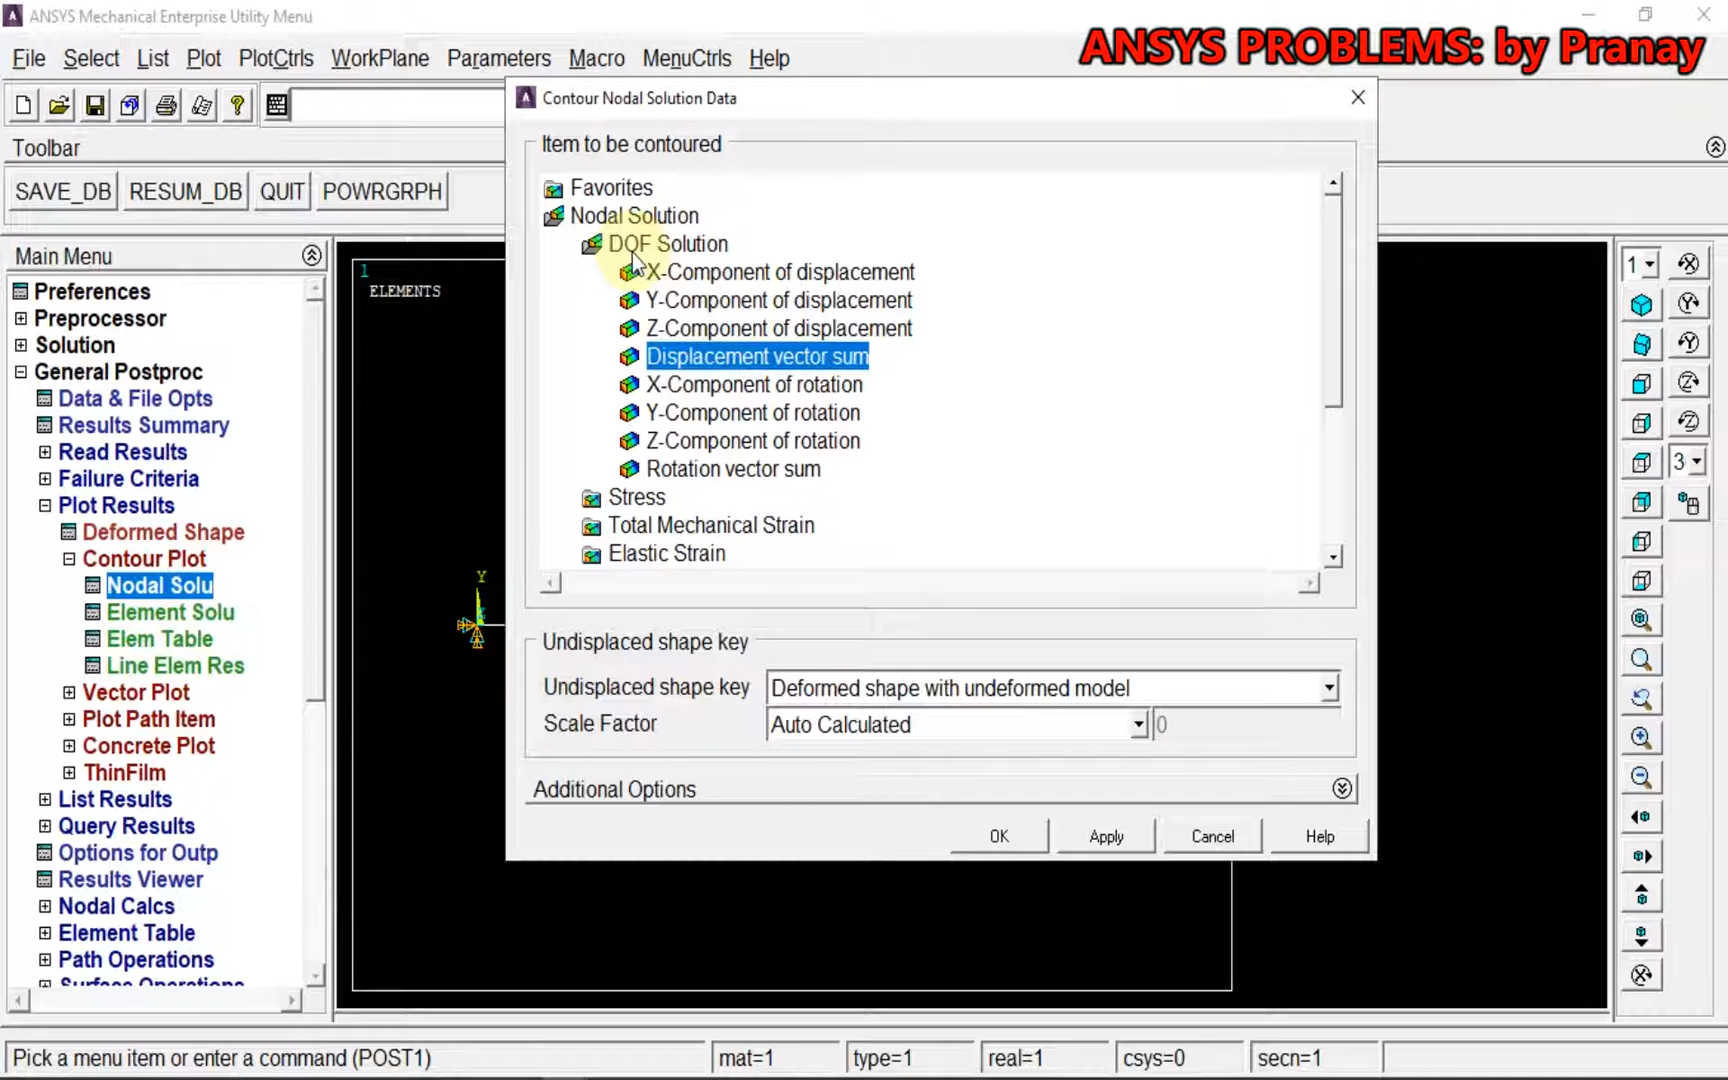 ANSYS Mechanical Enterprise Utility Menu
ANSYS PROBLEMS: by Pranay
File Select List Plot PlotCtrls WorkPlane Parameters Macro MenuCtrls Help
Toolbar
SAVE_DB RESUM_DB QUIT POWRGRPH
Main Menu
Preferences
Preprocessor
Solution
General Postproc
Data & File Opts
Results Summary
Read Results
Failure Criteria
Plot Results
Deformed Shape
Contour Plot
Nodal Solu
Element Solu
Elem Table
Line Elem Res
Vector Plot
Plot Path Item
Concrete Plot
ThinFilm
List Results
Query Results
Options for Outp
Results Viewer
Nodal Calcs
Element Table
Path Operations
Surface Operations
1
ELEMENTS
Y
Contour Nodal Solution Data
Item to be contoured
Favorites
Nodal Solution
DOF Solution
X-Component of displacement
Y-Component of displacement
Z-Component of displacement
Displacement vector sum
X-Component of rotation
Y-Component of rotation
Z-Component of rotation
Rotation vector sum
Stress
Total Mechanical Strain
Elastic Strain
Undisplaced shape key
Undisplaced shape key Deformed shape with undeformed model
Scale Factor Auto Calculated 0
Additional Options
OK Apply Cancel Help
1
3
Pick a menu item or enter a command (POST1) mat=1 type=1 real=1 csys=0 secn=1